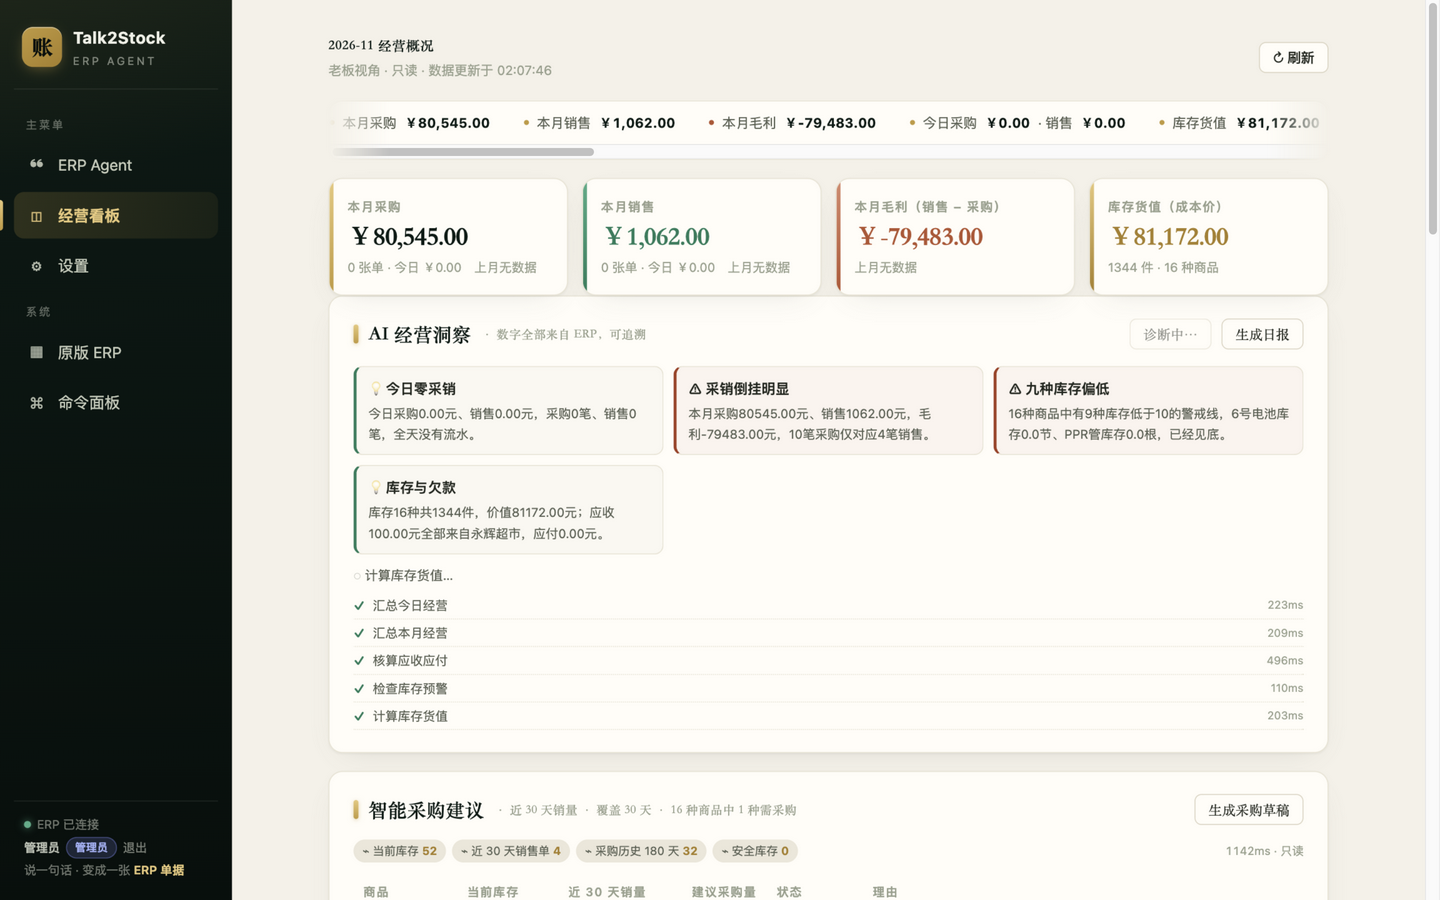 账
Talk2Stock
ERP AGENT
主菜单
ERP Agent
经营看板
设置
系统
原版 ERP
命令面板
ERP 已连接
管理员 管理员 退出
说一句话 · 变成一张 ERP 单据
2026-11 经营概况
老板视角 · 只读 · 数据更新于 02:07:46
刷新
本月采购 ¥80,545.00 • 本月销售 ¥1,062.00 • 本月毛利 ¥-79,483.00 • 今日采购 ¥0.00 · 销售 ¥0.00 • 库存货值 ¥81,172.00
本月采购
¥80,545.00
0 张单 · 今日 ¥0.00 上月无数据
本月销售
¥1,062.00
0 张单 · 今日 ¥0.00 上月无数据
本月毛利（销售 – 采购）
¥-79,483.00
上月无数据
库存货值（成本价）
¥81,172.00
1344 件 · 16 种商品
AI 经营洞察 · 数字全部来自 ERP，可追溯
诊断中…
生成日报
今日零采销
今日采购0.00元、销售0.00元，采购0笔、销售0
笔，全天没有流水。
采销倒挂明显
本月采购80545.00元、销售1062.00元，毛
利-79483.00元，10笔采购仅对应4笔销售。
九种库存偏低
16种商品中有9种库存低于10的警戒线，6号电池库
存0.0节、PPR管库存0.0根，已经见底。
库存与欠款
库存16种共1344件，价值81172.00元；应收
100.00元全部来自永辉超市，应付0.00元。
计算库存货值...
汇总今日经营 223ms
汇总本月经营 209ms
核算应收应付 496ms
检查库存预警 110ms
计算库存货值 203ms
智能采购建议 · 近 30 天销量 · 覆盖 30 天 · 16 种商品中 1 种需采购
生成采购草稿
当前库存 52 近 30 天销售单 4 采购历史 180 天 32 安全库存 0
1142ms · 只读
商品 当前库存 近 30 天销量 建议采购量 状态 理由